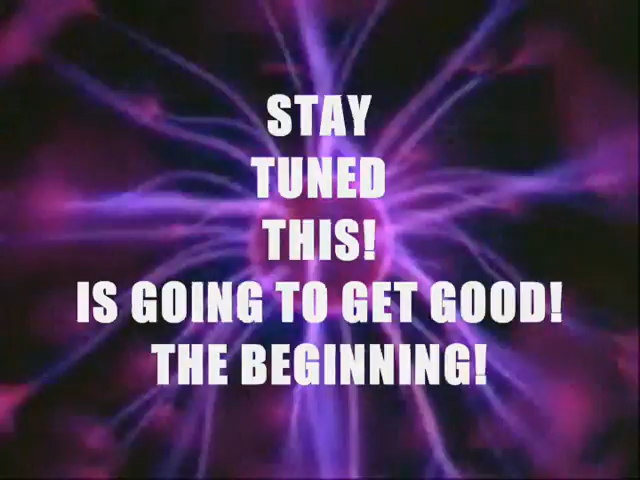 STAY
TUNED
THIS!
IS GOING TO GET GOOD!
THE BEGINNING!